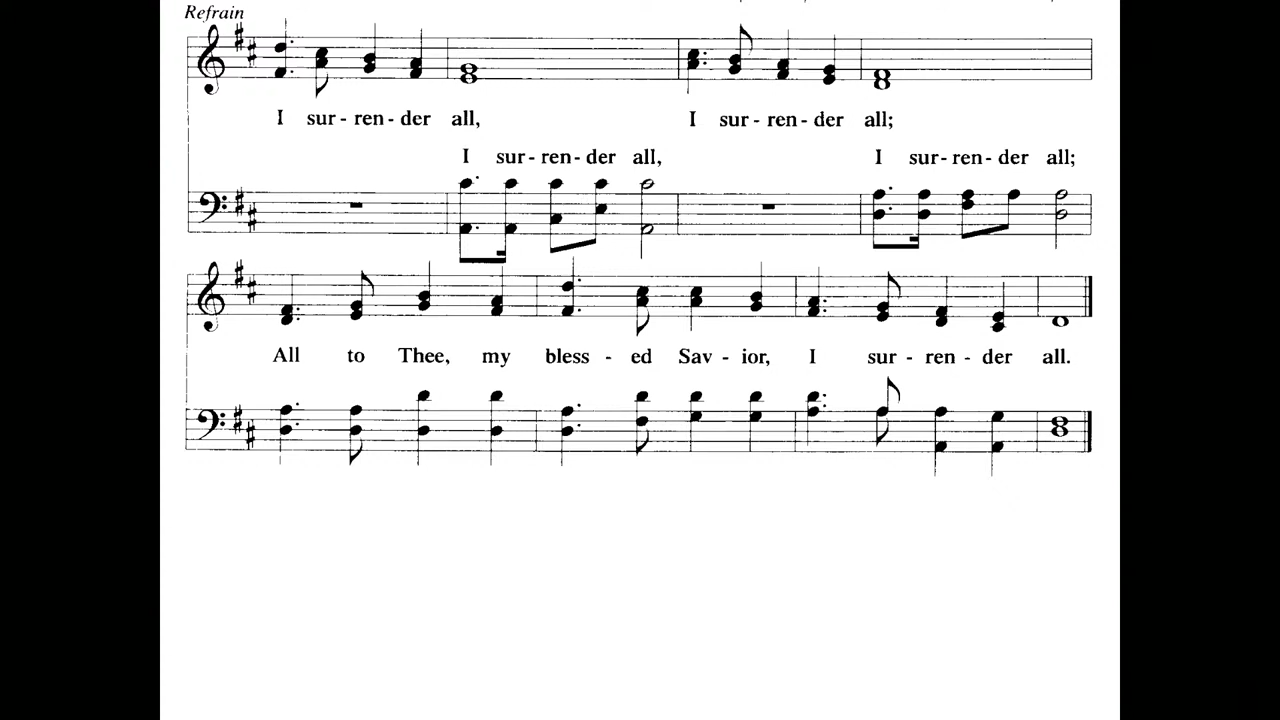 Refrain
I sur - ren - der all, I sur - ren - der all;
I sur - ren - der all, I sur - ren - der all;
All to Thee, my bless - ed Sav - ior, I sur - ren - der all.